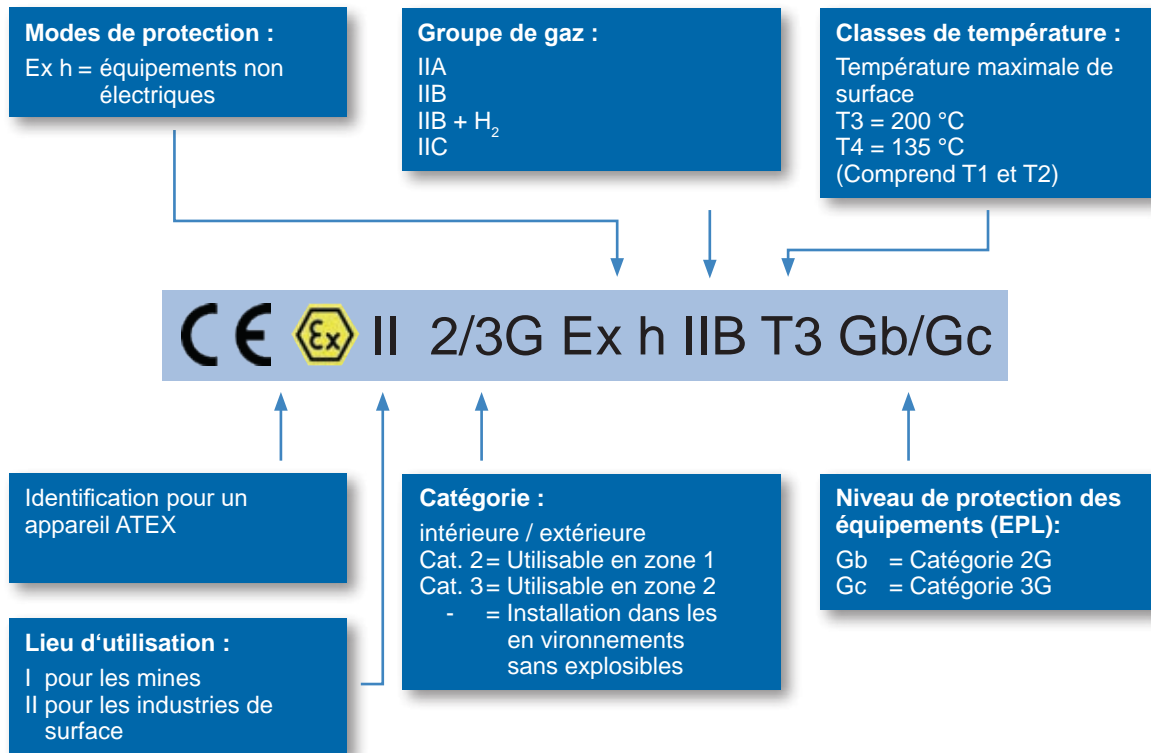 Modes de protection :
Ex h = équipements non
électriques
Groupe de gaz :
IIA
IIB
IIB + H₂
IIC
Classes de température :
Température maximale de
surface
T3 = 200 °C
T4 = 135 °C
(Comprend T1 et T2)
CE Ex II 2/3G Ex h IIB T3 Gb/Gc
Identification pour un
appareil ATEX
Lieu d‘utilisation :
I pour les mines
II pour les industries de
surface
Catégorie :
intérieure / extérieure
Cat. 2 = Utilisable en zone 1
Cat. 3 = Utilisable en zone 2
- = Installation dans les
en vironnements
sans explosibles
Niveau de protection des
équipements (EPL):
Gb = Catégorie 2G
Gc = Catégorie 3G